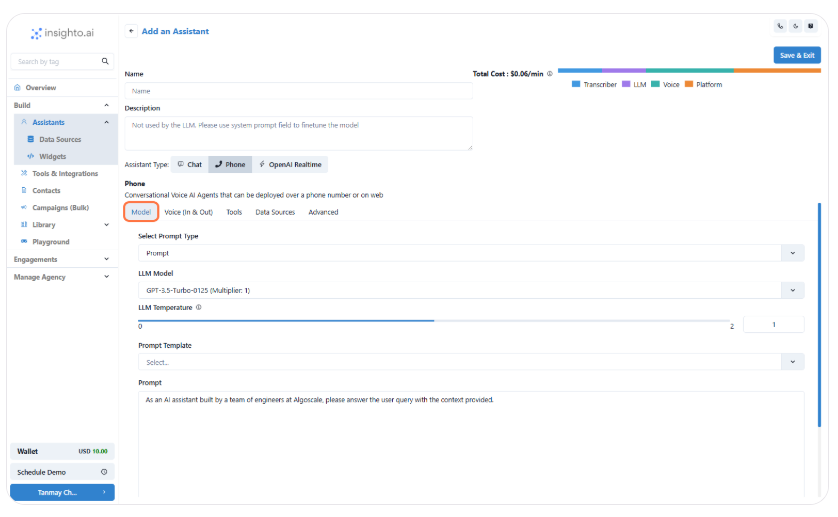 insighto.ai
Add an Assistant
Search by tag
Save & Exit
Overview
Build
Assistants
Data Sources
Widgets
Tools & Integrations
Contacts
Campaigns (Bulk)
Library
Playground
Engagements
Manage Agency
Wallet USD 10.00
Schedule Demo
Tanmay Ch...
Name
Total Cost : $0.06/min
Transcriber LLM Voice Platform
Name
Description
Not used by the LLM. Please use system prompt field to finetune the model
Assistant Type: Chat Phone OpenAI Realtime
Phone
Conversational Voice AI Agents that can be deployed over a phone number or on web
Model Voice (In & Out) Tools Data Sources Advanced
Select Prompt Type
Prompt
LLM Model
GPT-3.5-Turbo-0125 (Multiplier: 1)
LLM Temperature
0 2 1
Prompt Template
Select...
Prompt
As an AI assistant built by a team of engineers at Algoscale, please answer the user query with the context provided.